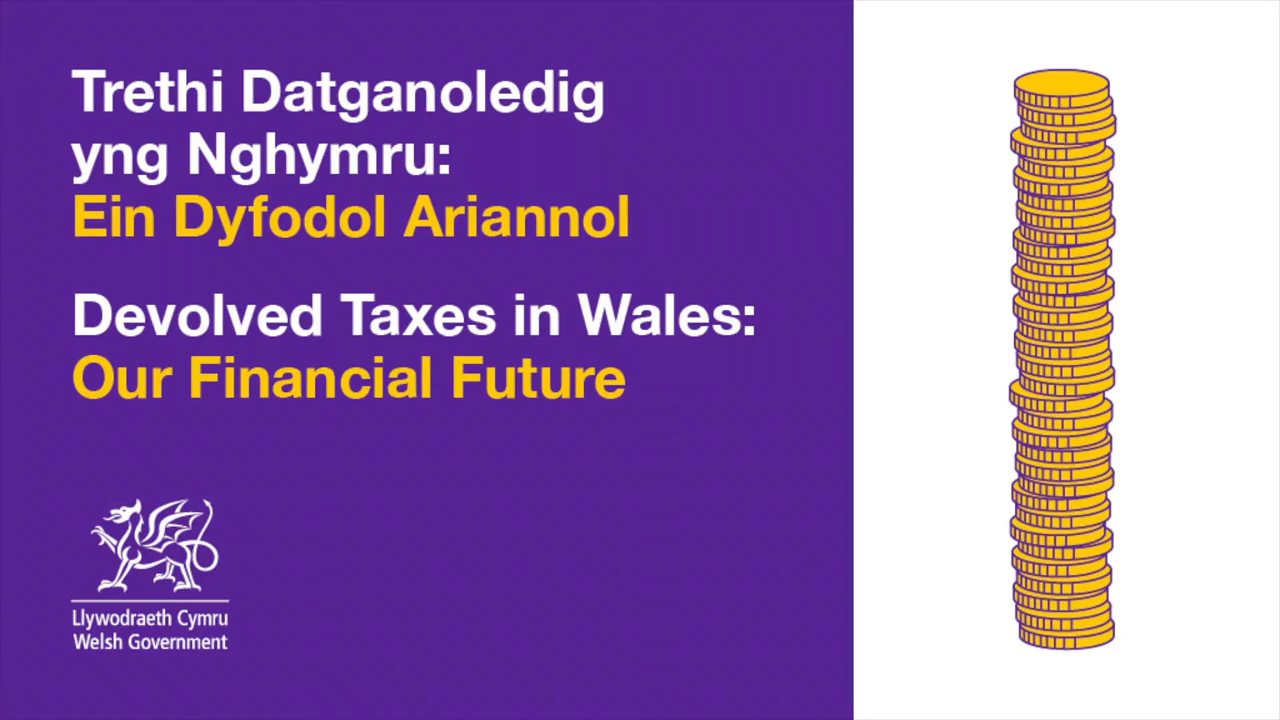 Trethi Datganoledig
yng Nghymru:
Ein Dyfodol Ariannol
Devolved Taxes in Wales:
Our Financial Future
Llywodraeth Cymru
Welsh Government